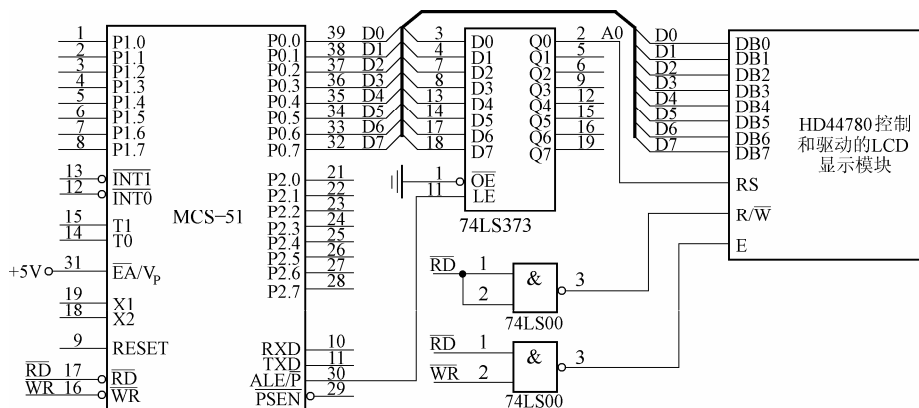 1 P1.0
2 P1.1
3 P1.2
4 P1.3
5 P1.4
6 P1.5
7 P1.6
8 P1.7
13 INT1
12 INT0
15 T1
14 T0
+5V 31 EA/VP
19 X1
18 X2
9 RESET
RD 17 RD
WR 16 WR
MCS-51
P0.0 39 D0
P0.1 38 D1
P0.2 37 D2
P0.3 36 D3
P0.4 35 D4
P0.5 34 D5
P0.6 33 D6
P0.7 32 D7
P2.0 21
P2.1 22
P2.2 23
P2.3 24
P2.4 25
P2.5 26
P2.6 27
P2.7 28
RXD 10
TXD 11
ALE/P 30
PSEN 29
3 D0 Q0 2 A0
4 D1 Q1 5
7 D2 Q2 6
8 D3 Q3 9
13 D4 Q4 12
14 D5 Q5 15
17 D6 Q6 16
18 D7 Q7 19
1 OE
11 LE
74LS373
RD 1 & 3
2
74LS00
RD 1 & 3
WR 2
74LS00
D0 DB0
D1 DB1
D2 DB2
D3 DB3
D4 DB4
D5 DB5
D6 DB6
D7 DB7
RS
R/W
E
HD44780控制
和驱动的LCD
显示模块